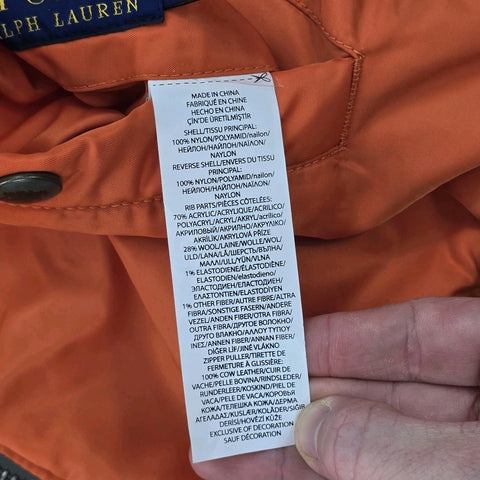 LPH LAUREN
MADE IN CHINA
FABRIQUÉ EN CHINE
HECHO EN CHINA
ÇİN'DE ÜRETİLMİŞTİR
SHELL/TISSU PRINCIPAL:
100% NYLON/POLYAMID/nailon/
НЕЙЛОН/НАЙЛОН/NAÏLON/
NAYLON
REVERSE SHELL/ENVERS DU TISSU
PRINCIPAL:
100% NYLON/POLYAMID/nailon/
НЕЙЛОН/НАЙЛОН/NAÏLON/
NAYLON
RIB PARTS/PIÈCES CÔTELÉES:
70% ACRYLIC/ACRYLIQUE/ACRILICO/
POLYACRYL/ACRYL/AKRYL/acrílico/
АКРИЛОВЫЙ/АКРИЛНО/AKPYLIC/
AKRİLİK/AKRYLOVÁ PŘÍZE
28% WOOL/LAINE/WOLLE/WOL/
ULD/LANA/LÃ/ШЕРСТЬ/ВЪЛНА/
ΜΑΛΛΙ/ULL/YÜN/VLNA
1% ELASTODIENE/ELASTODIÈNE/
ELASTODIEN/elastodieno/
ЭЛАСТОДИЕН/ЕЛАСТОДИЕН/
ΕΛΑΣΤΟΝΤΙΕΝ/ELASTODİYEN
1% OTHER FIBER/AUTRE FIBRE/ALTRA
FIBRA/SONSTIGE FASERN/ANDRE
VEZEL/ANDEN FIBER/OUTRA FIBRA/
FIBRA/ДРУГОЕ ВОЛОКНО/
ДРУГО ВЛАКНО/ΑΛΛΟΥ ΤΥΠΟΥ
ΙΝΕΣ/ANNEN FIBER/ANNAN FIBER/
DİĞER LİF/JINÉ VLÁKNO
ZIPPER PULLER/TIRETTE DE
FERMETURE À GLISSIÈRE:
100% COW LEATHER/CUIR DE
VACHE/PELLE BOVINA/RINDSLEDER/
RUNDERLEER/KOSKIND/PIEL DE
VACA/PELE DE VACA/КОРОВЬЯ
КОЖА/ТЕЛЕШКА КОЖА/ΔΕΡΜΑ
ΑΓΕΛΑΔΑΣ/KUSLÆR/KOLÄDER/SIĞIR
DERİSİ/HOVĚZÍ KŮŽE
EXCLUSIVE OF DECORATION
SAUF DÉCORATION